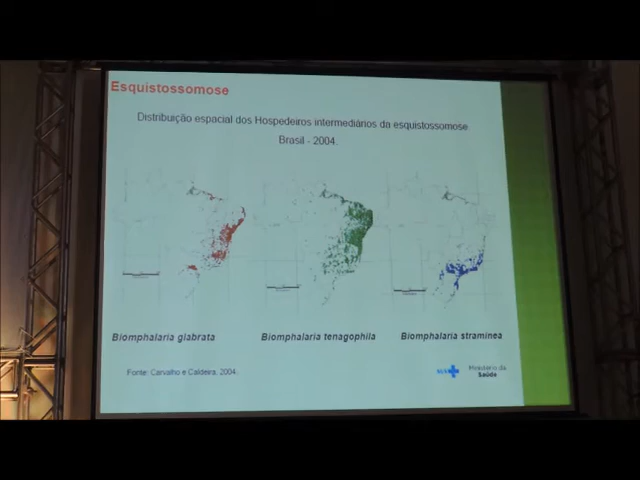 Esquistossomose
Distribuição espacial dos Hospedeiros intermediários da esquistossomose.
Brasil - 2004.
Biomphalaria glabrata
Biomphalaria tenagophila
Biomphalaria straminea
Fonte: Carvalho e Caldeira, 2004.
SUS
Ministério da
Saúde